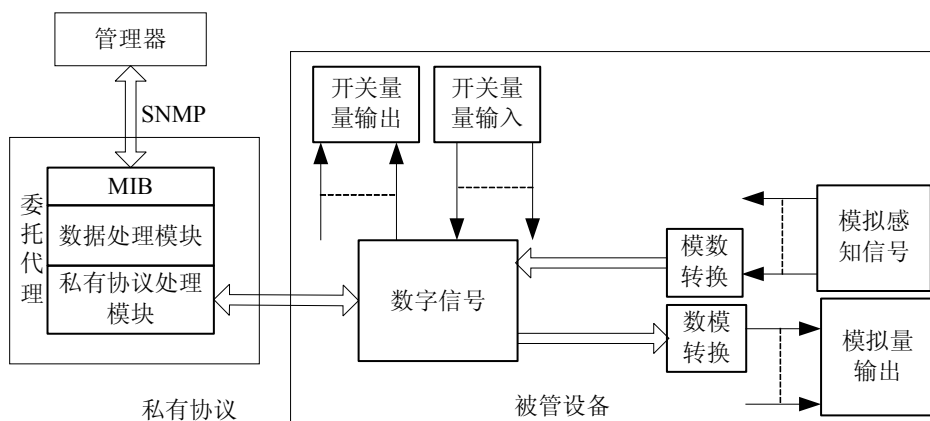 管理器
SNMP
委托代理
MIB
数据处理模块
私有协议处理
模块
私有协议
开关量
量输出
开关量
量输入
数字信号
模数
转换
数模
转换
模拟感
知信号
模拟量
输出
被管设备